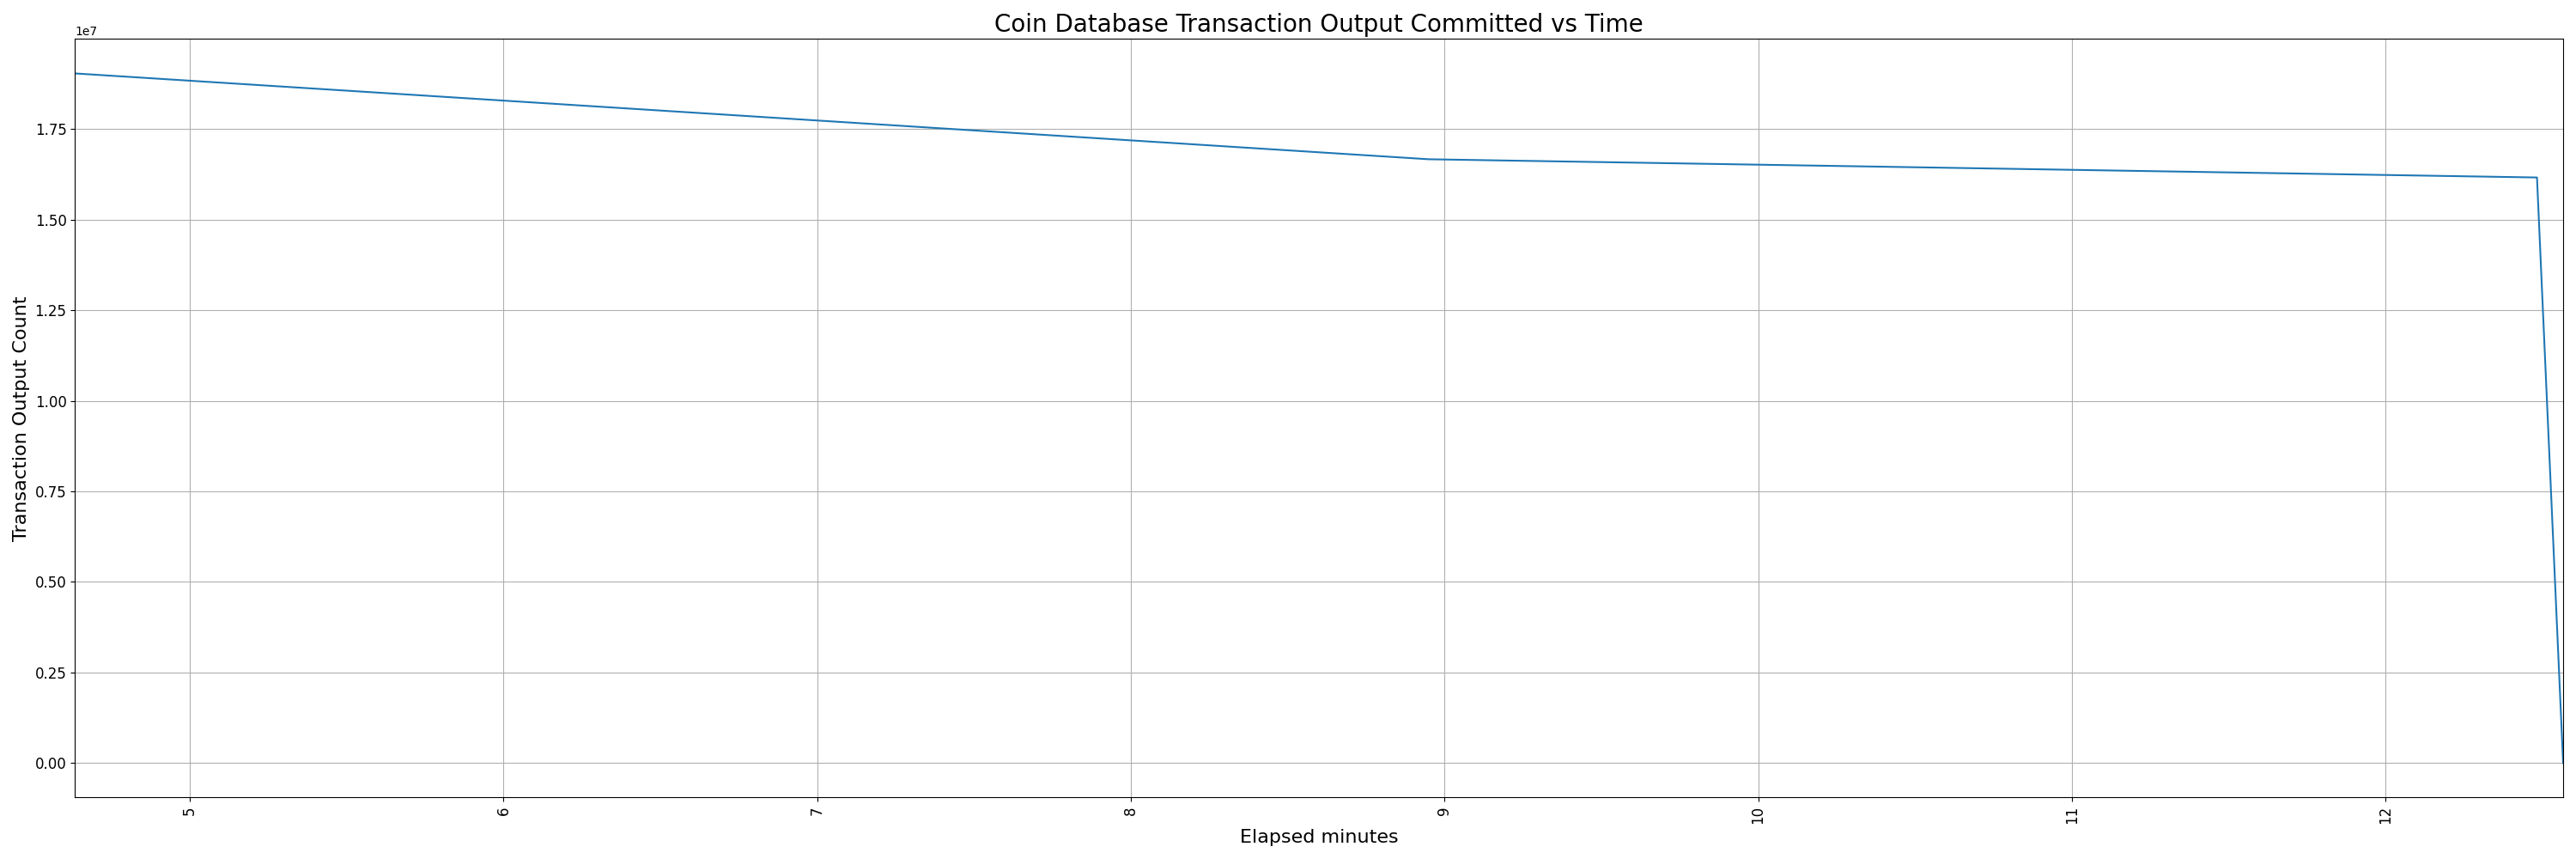 Coin Database Transaction Output Committed vs Time
1e7
1.75
1.50
1.25
1.00
0.75
0.50
0.25
0.00
Transaction Output Count
5 6 7 8 9 10 11 12
Elapsed minutes